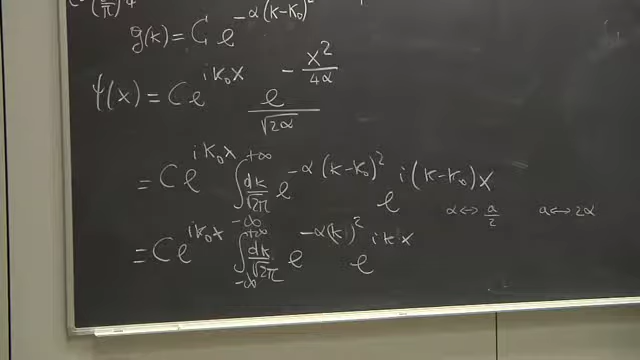 (π)^4
g(k) = C e^{-α(k-k₀)²}
ψ(x) = C e^{ik₀x} e^{-x²/4α} / √2α
= C e^{ik₀x} ∫_{-∞}^{+∞} dk/√2π e^{-α(k-k₀)²} e^{i(k-k₀)x}
α ↔ a/2   a ↔ 2α
= C e^{ik₀x} ∫_{-∞}^{+∞} dk/√2π e^{-α(k)²} e^{ikx}